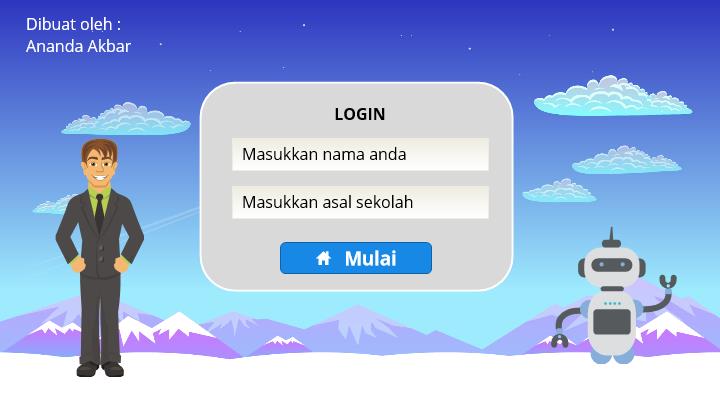 Dibuat oleh :
Ananda Akbar
LOGIN
Masukkan nama anda
Masukkan asal sekolah
Mulai